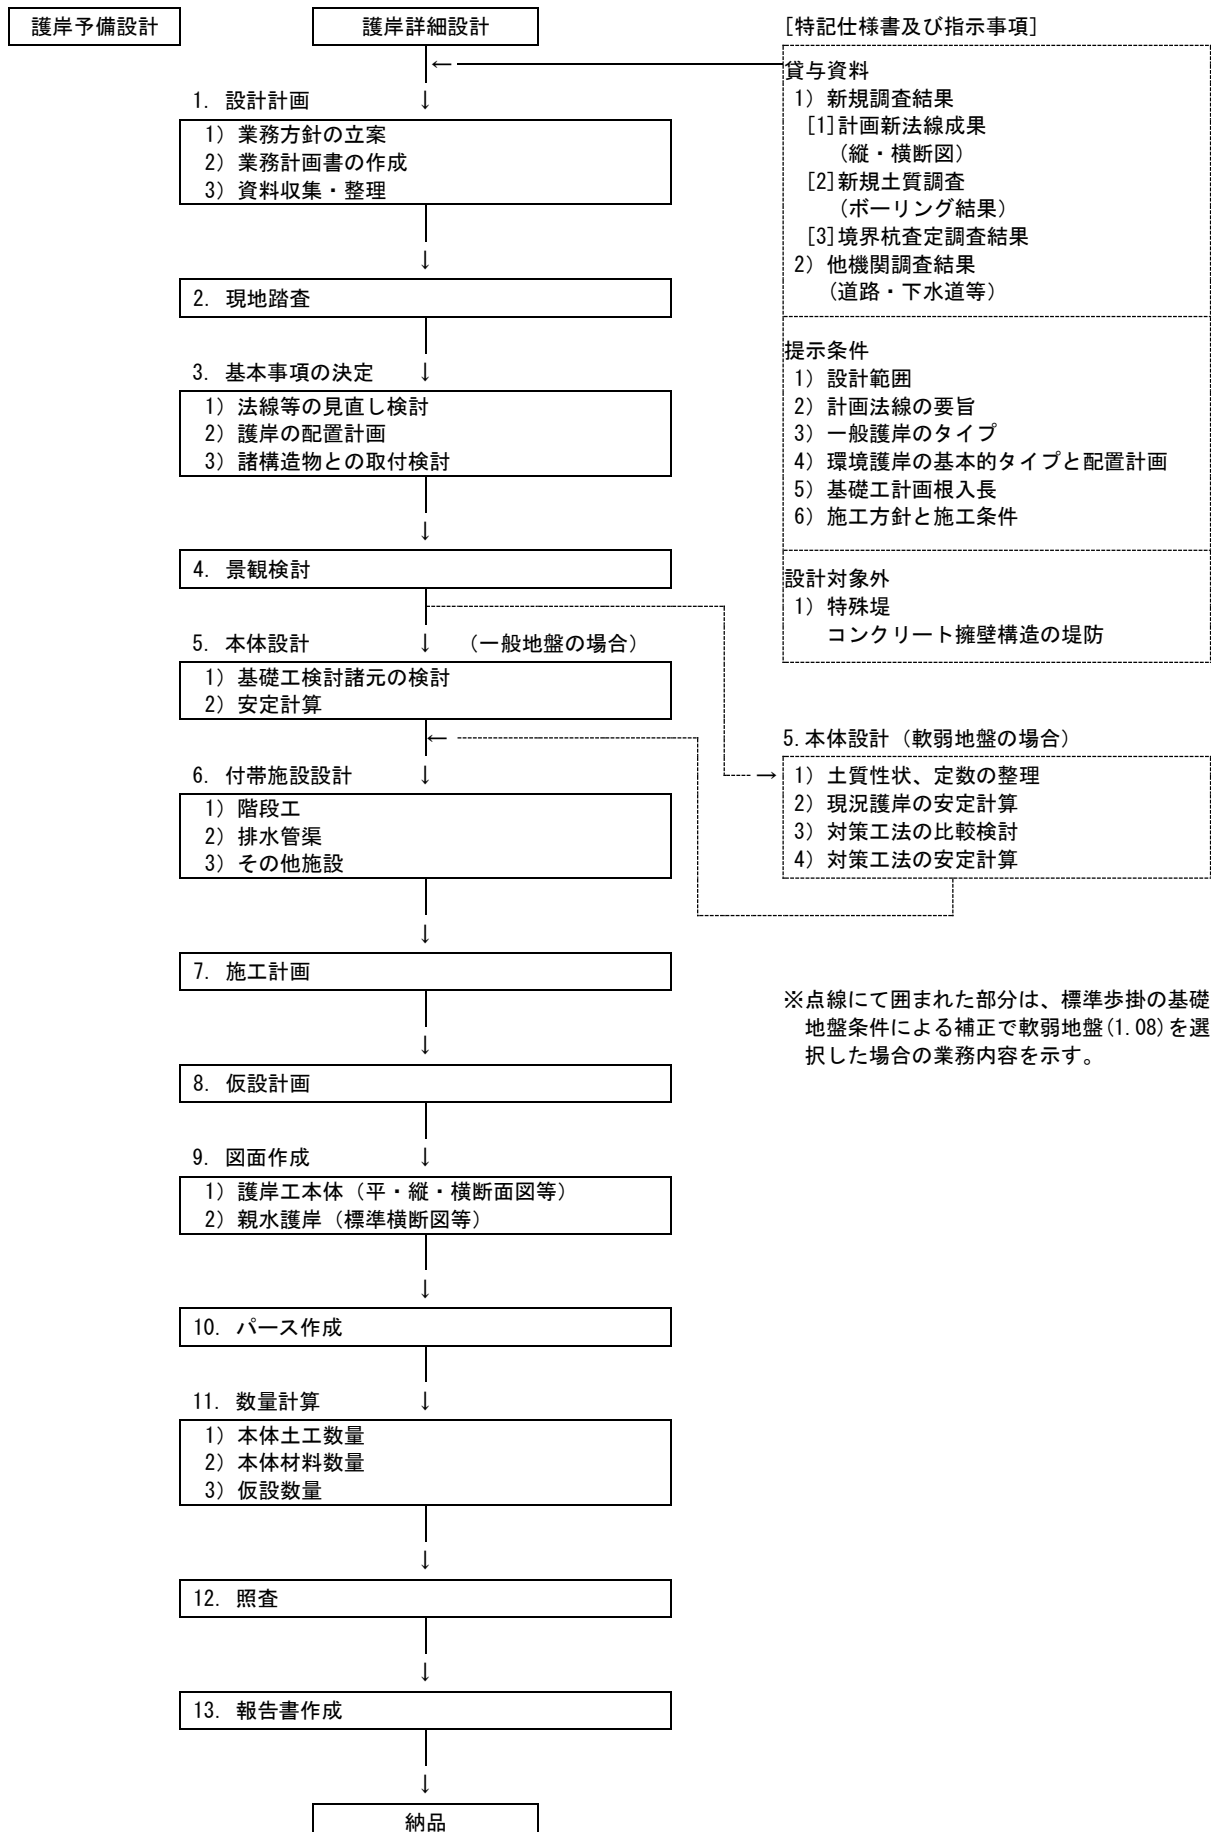 護岸予備設計
護岸詳細設計
[特記仕様書及び指示事項]
←
貸与資料
1) 新規調査結果
[1]計画新法線成果
(縦・横断図)
[2]新規土質調査
(ボーリング結果)
[3]境界杭査定調査結果
2) 他機関調査結果
(道路・下水道等)
提示条件
1) 設計範囲
2) 計画法線の要旨
3) 一般護岸のタイプ
4) 環境護岸の基本的タイプと配置計画
5) 基礎工計画根入長
6) 施工方針と施工条件
設計対象外
1) 特殊堤
コンクリート擁壁構造の堤防
1. 設計計画 ↓
1) 業務方針の立案
2) 業務計画書の作成
3) 資料収集・整理
↓
2. 現地踏査
3. 基本事項の決定 ↓
1) 法線等の見直し検討
2) 護岸の配置計画
3) 諸構造物との取付検討
↓
4. 景観検討
5. 本体設計 ↓ (一般地盤の場合)
1) 基礎工検討諸元の検討
2) 安定計算
←
5.本体設計(軟弱地盤の場合)
→
1) 土質性状、定数の整理
2) 現況護岸の安定計算
3) 対策工法の比較検討
4) 対策工法の安定計算
6. 付帯施設設計 ↓
1) 階段工
2) 排水管渠
3) その他施設
↓
7. 施工計画
※点線にて囲まれた部分は、標準歩掛の基礎
地盤条件による補正で軟弱地盤(1.08)を選
択した場合の業務内容を示す。
↓
8. 仮設計画
9. 図面作成 ↓
1) 護岸工本体(平・縦・横断面図等)
2) 親水護岸(標準横断図等)
↓
10. パース作成
11. 数量計算 ↓
1) 本体土工数量
2) 本体材料数量
3) 仮設数量
↓
12. 照査
↓
13. 報告書作成
↓
納品